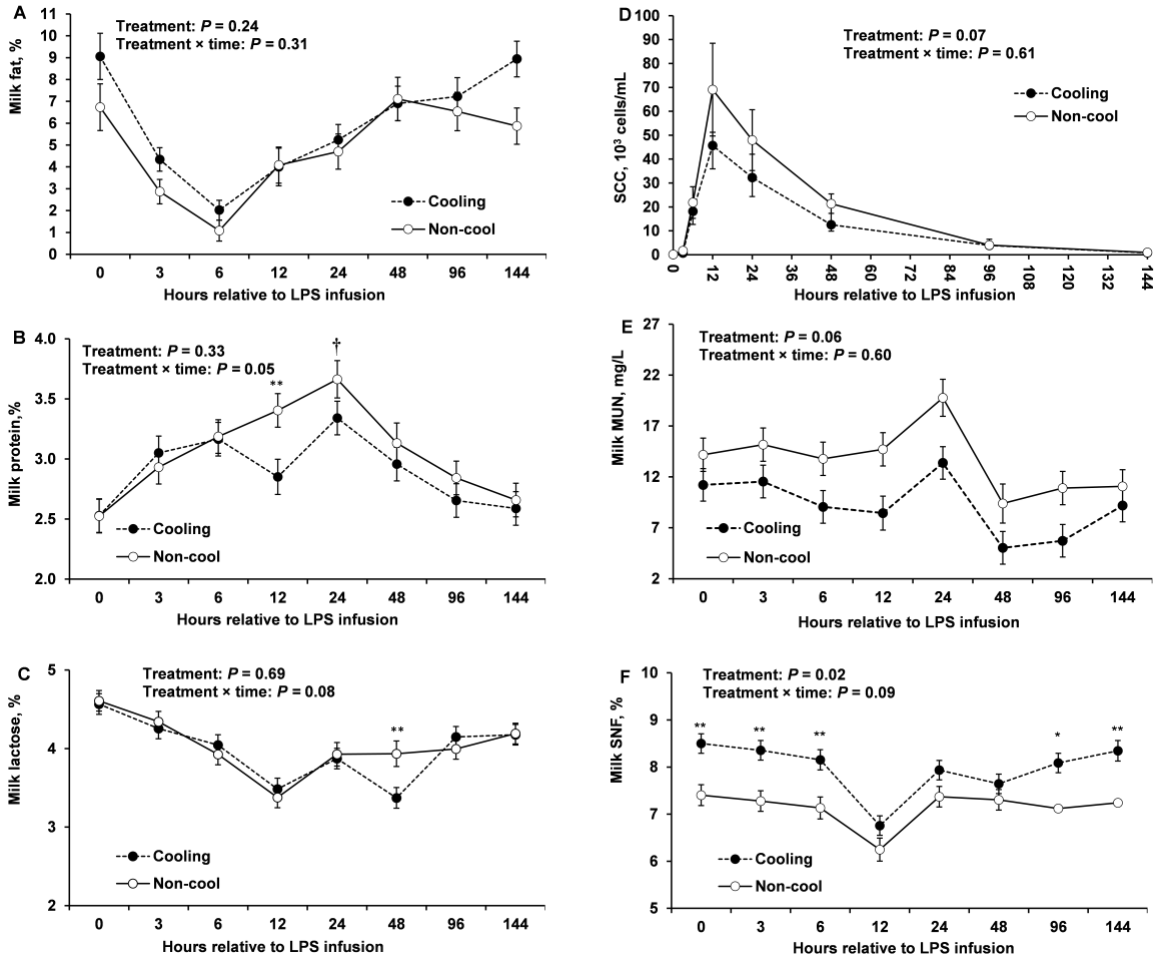 A
Treatment: P = 0.24
Treatment × time: P = 0.31
Milk fat, %
11
10
9
8
7
6
5
4
3
2
1
0
Cooling
Non-cool
0 3 6 12 24 48 96 144
Hours relative to LPS infusion
B
Treatment: P = 0.33
Treatment × time: P = 0.05
**
†
Milk protein,%
4.0
3.5
3.0
2.5
2.0
Cooling
Non-cool
0 3 6 12 24 48 96 144
Hours relative to LPS infusion
C
Treatment: P = 0.69
Treatment × time: P = 0.08
**
Milk lactose, %
5
4
3
2
Cooling
Non-cool
0 3 6 12 24 48 96 144
Hours relative to LPS infusion
D
Treatment: P = 0.07
Treatment × time: P = 0.61
SCC, 10³ cells/mL
100
90
80
70
60
50
40
30
20
10
0
Cooling
Non-cool
0 12 24 36 48 60 72 84 96 108 120 132 144
Hours relative to LPS infusion
E
Treatment: P = 0.06
Treatment × time: P = 0.60
Milk MUN, mg/L
27
22
17
12
7
2
Cooling
Non-cool
0 3 6 12 24 48 96 144
Hours relative to LPS infusion
F
Treatment: P = 0.02
Treatment × time: P = 0.09
** ** ** * **
Milk SNF, %
10
9
8
7
6
5
Cooling
Non-cool
0 3 6 12 24 48 96 144
Hours relative to LPS infusion